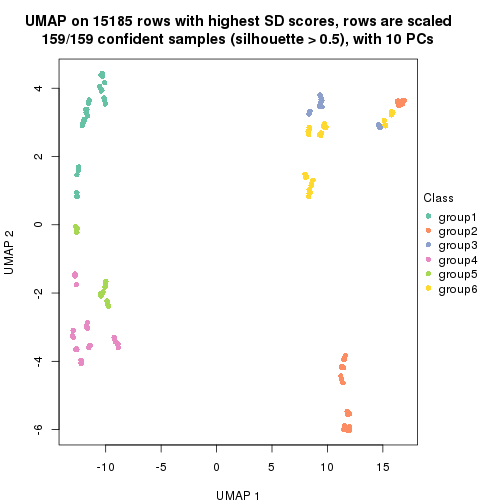 UMAP on 15185 rows with highest SD scores, rows are scaled
159/159 confident samples (silhouette > 0.5), with 10 PCs
4
2
0
-2
-4
-6
UMAP 2
-10
-5
0
5
10
15
UMAP 1
Class
group1
group2
group3
group4
group5
group6